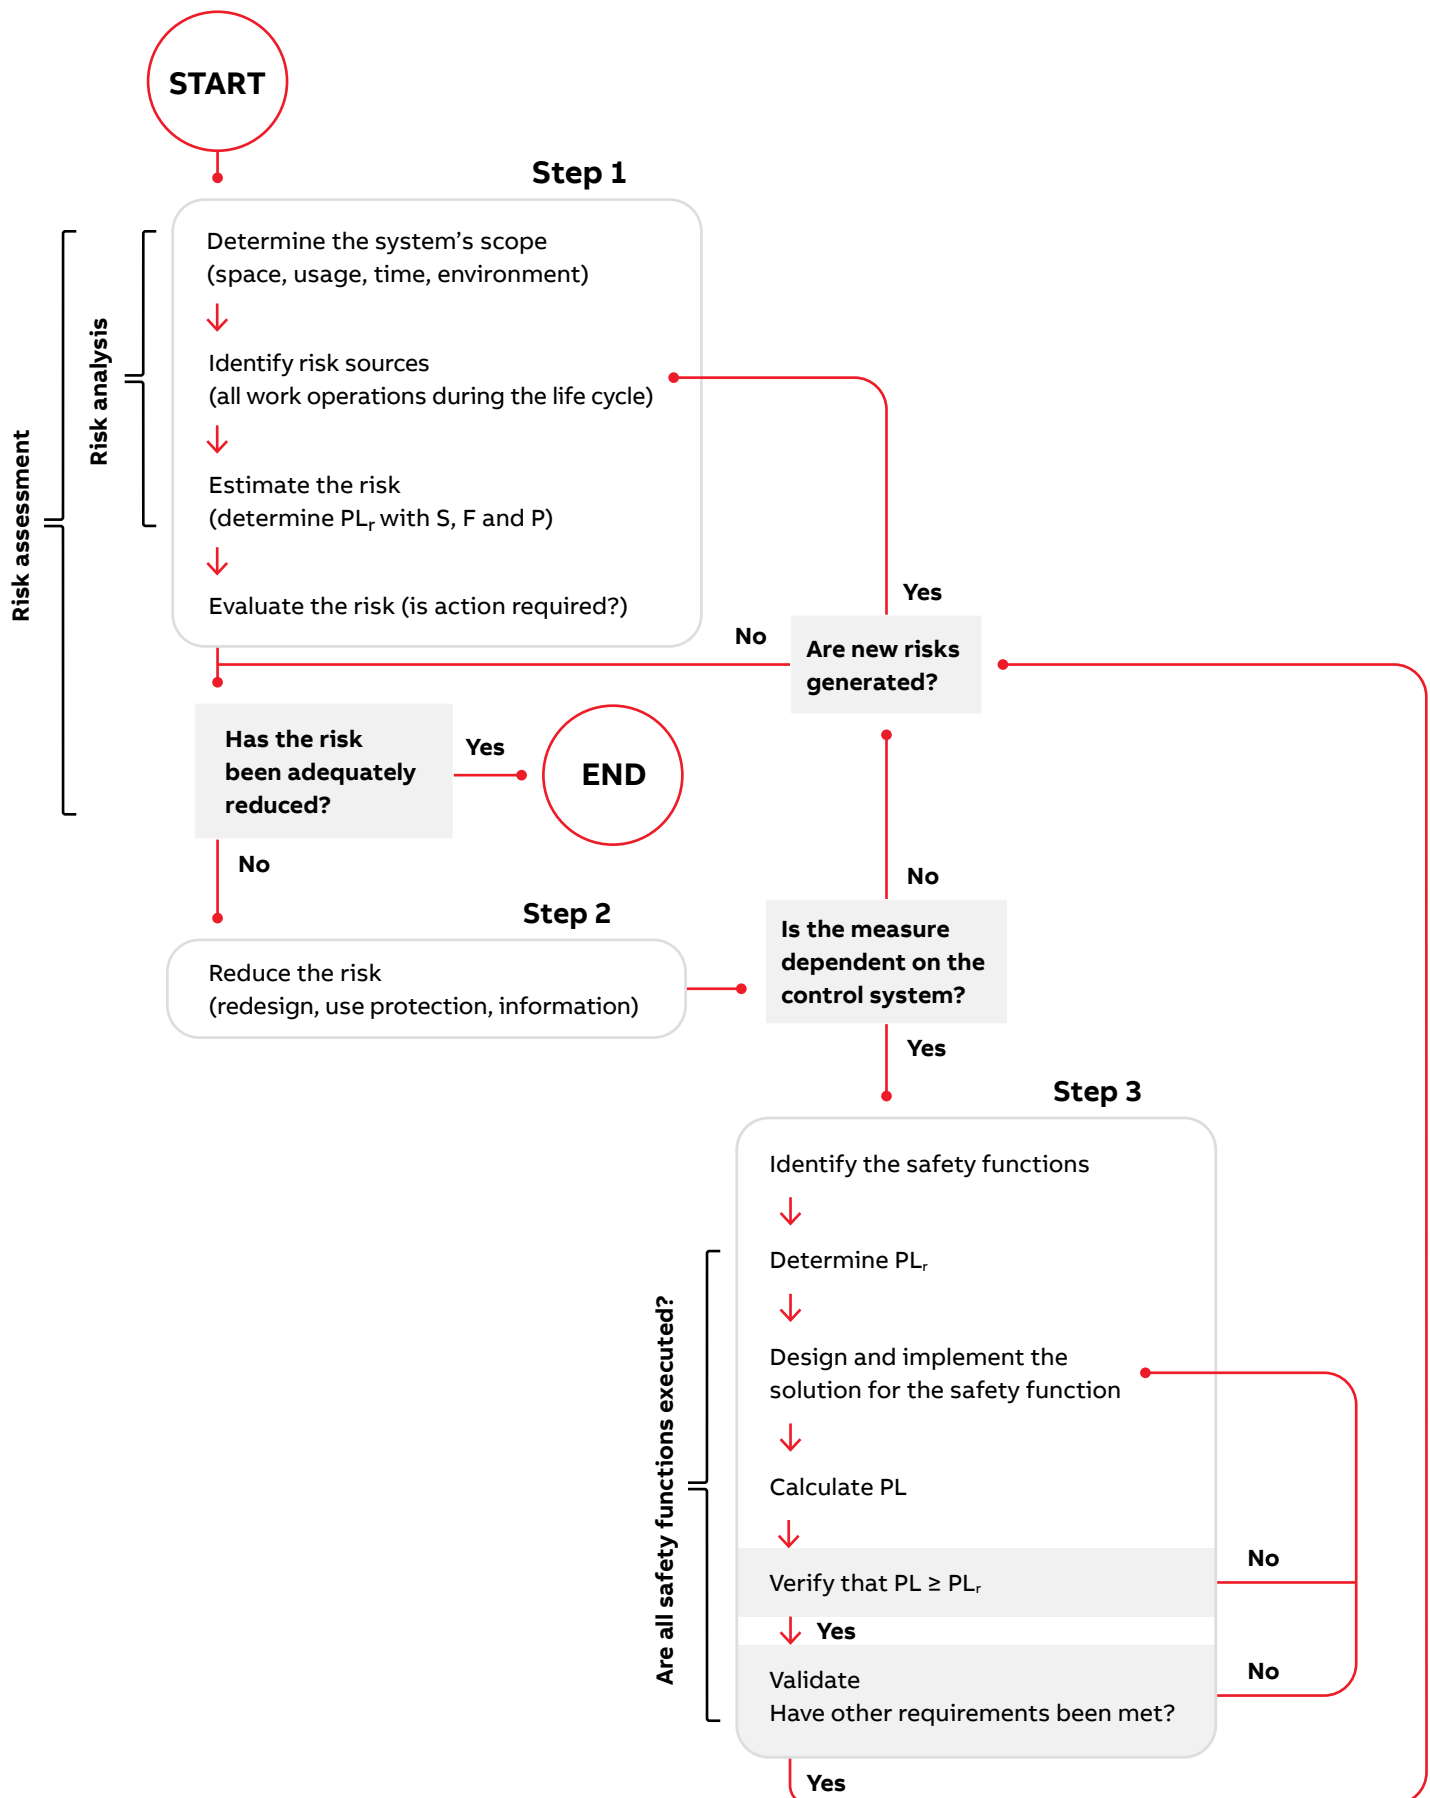 START
Step 1
Determine the system’s scope
(space, usage, time, environment)
Identify risk sources
(all work operations during the life cycle)
Estimate the risk
(determine PLr with S, F and P)
Evaluate the risk (is action required?)
Risk analysis
Risk assessment
Yes
No
Are new risks
generated?
Has the risk
been adequately
reduced?
Yes
END
No
No
Step 2
Reduce the risk
(redesign, use protection, information)
Is the measure
dependent on the
control system?
Yes
Step 3
Identify the safety functions
Determine PLr
Design and implement the
solution for the safety function
Calculate PL
Verify that PL ≥ PLr
No
Yes
Validate
Have other requirements been met?
No
Are all safety functions executed?
Yes